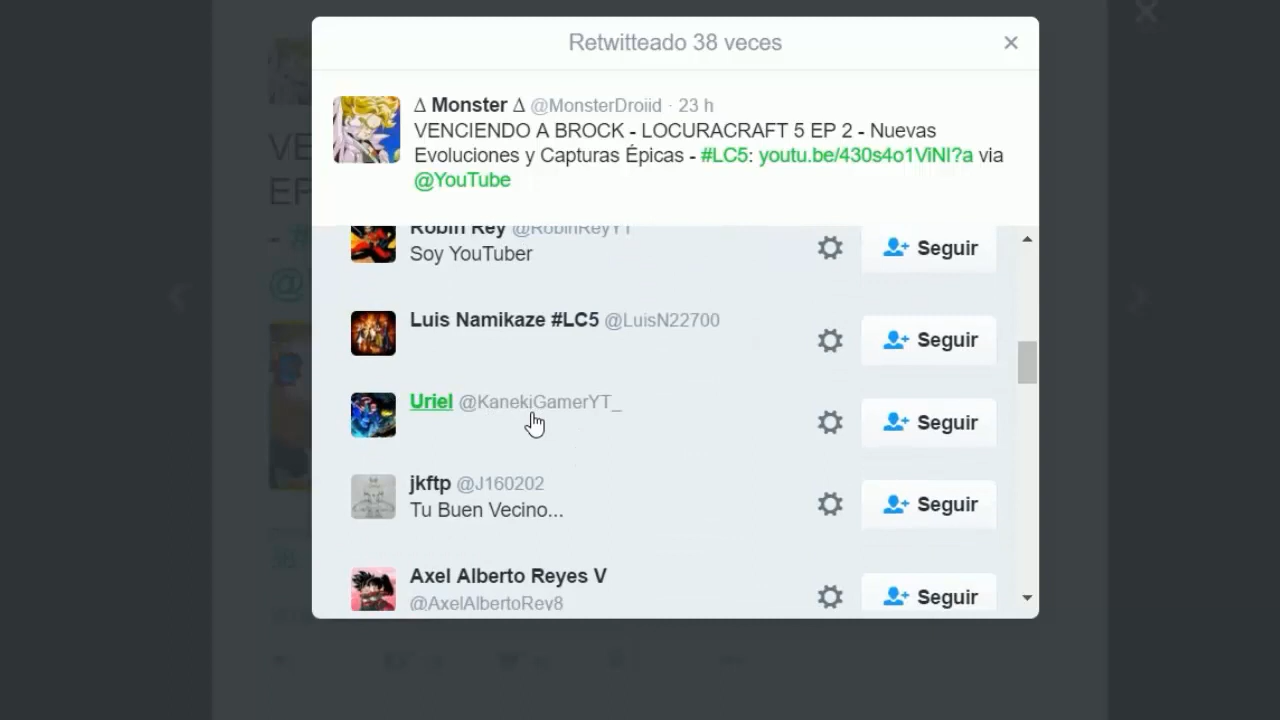 Retwitteado 38 veces
Δ Monster Δ @MonsterDroiid · 23 h
VENCIENDO A BROCK - LOCURACRAFT 5 EP 2 - Nuevas
Evoluciones y Capturas Épicas - #LC5: youtu.be/430s4o1ViNI?a via
@YouTube
Robin Rey @RobinReyYT
Soy YouTuber
Seguir
Luis Namikaze #LC5 @LuisN22700
Seguir
Uriel @KanekiGamerYT_
Seguir
jkftp @J160202
Tu Buen Vecino...
Seguir
Axel Alberto Reyes V
@AxelAlbertoRey8
Seguir